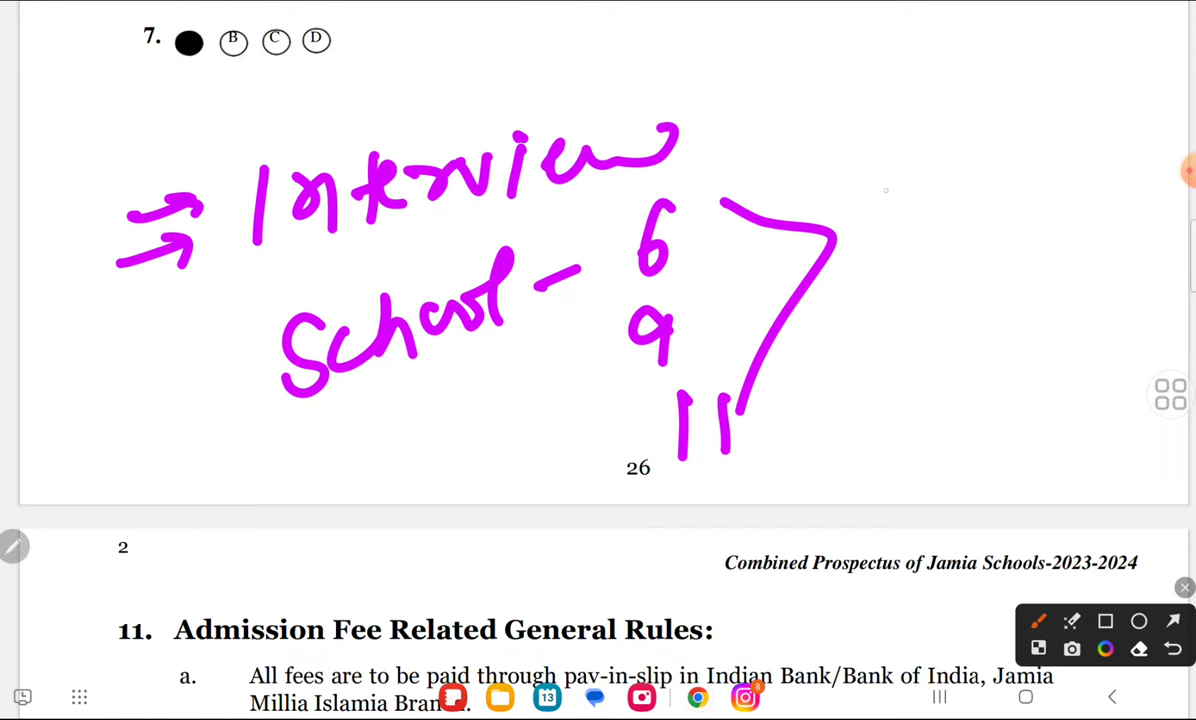 7. B C D
Interview
School - 6
9
11
26
2
Combined Prospectus of Jamia Schools-2023-2024
11. Admission Fee Related General Rules:
a. All fees are to be paid through pay-in-slip in Indian Bank/Bank of India, Jamia
Millia Islamia
13
8